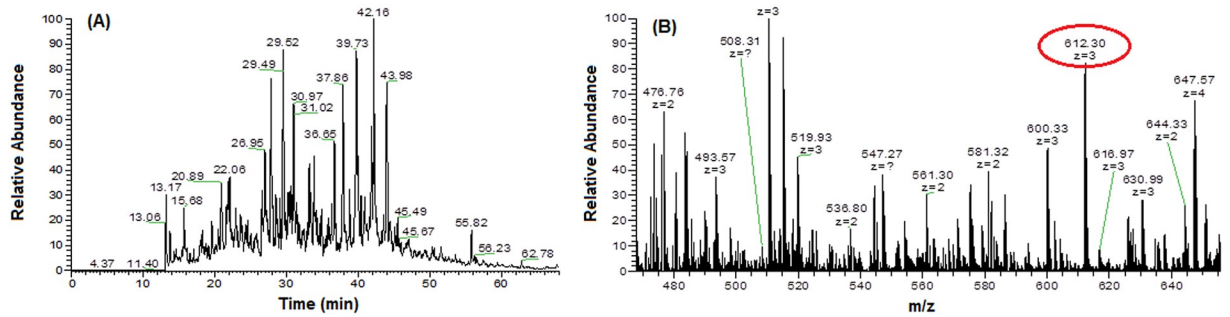 (A)
Relative Abundance
100
90
80
70
60
50
40
30
20
10
0
4.37
11.40
13.06
13.17
15.68
20.89
22.06
26.95
29.49
29.52
30.97
31.02
36.65
37.86
39.73
42.16
43.98
45.49
45.67
55.82
56.23
62.78
0 10 20 30 40 50 60
Time (min)
(B)
Relative Abundance
100
90
80
70
60
50
40
30
20
10
0
476.76
z=2
493.57
z=3
508.31
z=?
z=3
519.93
z=3
536.80
z=2
547.27
z=?
561.30
z=2
581.32
z=2
600.33
z=3
612.30
z=3
616.97
z=3
630.99
z=3
644.33
z=2
647.57
z=4
480 500 520 540 560 580 600 620 640
m/z